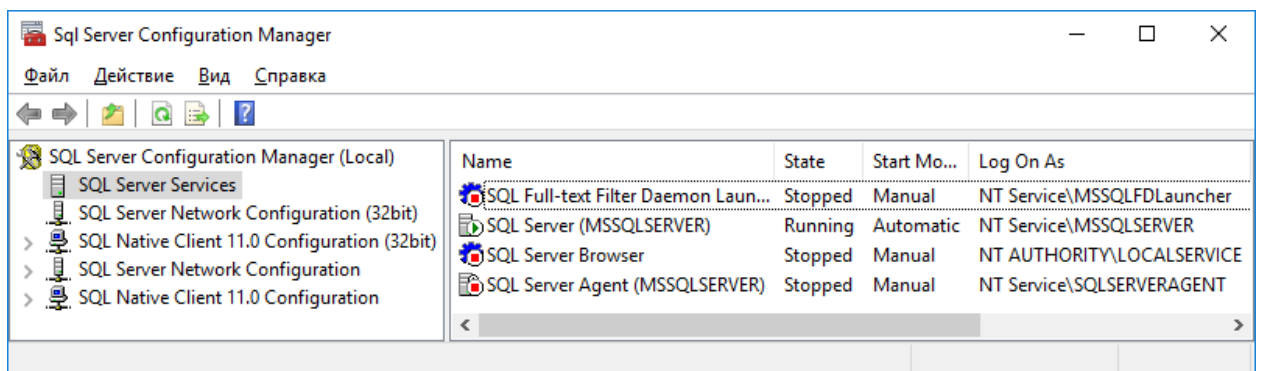 Sql Server Configuration Manager
Файл Действие Вид Справка
SQL Server Configuration Manager (Local)
SQL Server Services
SQL Server Network Configuration (32bit)
SQL Native Client 11.0 Configuration (32bit)
SQL Server Network Configuration
SQL Native Client 11.0 Configuration
Name State Start Mo... Log On As
SQL Full-text Filter Daemon Laun... Stopped Manual NT Service\MSSQLFDLauncher
SQL Server (MSSQLSERVER) Running Automatic NT Service\MSSQLSERVER
SQL Server Browser Stopped Manual NT AUTHORITY\LOCALSERVICE
SQL Server Agent (MSSQLSERVER) Stopped Manual NT Service\SQLSERVERAGENT